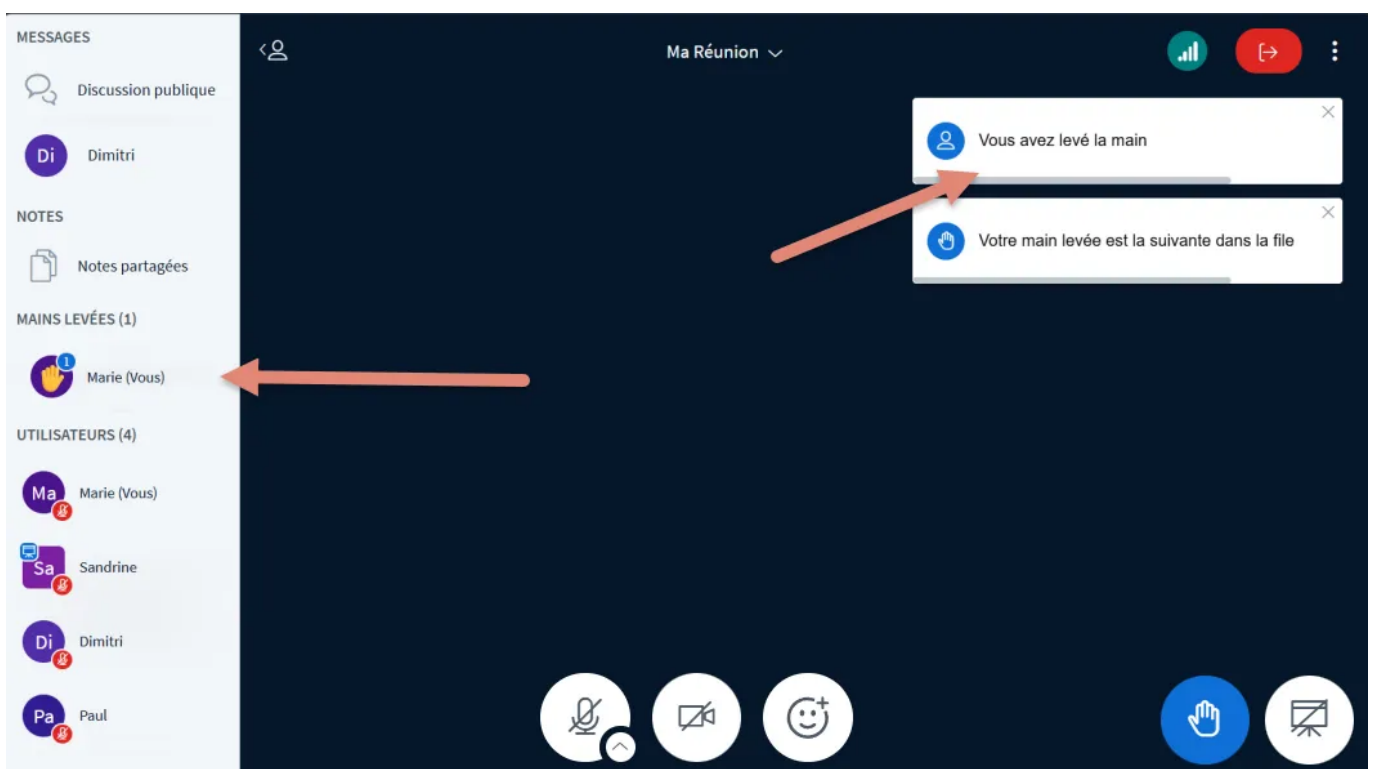 MESSAGES
Discussion publique
Di
Dimitri
NOTES
Notes partagées
MAINS LEVÉES (1)
1
Marie (Vous)
UTILISATEURS (4)
Ma
Marie (Vous)
Sa
Sandrine
Di
Dimitri
Pa
Paul
Ma Réunion
Vous avez levé la main
Votre main levée est la suivante dans la file